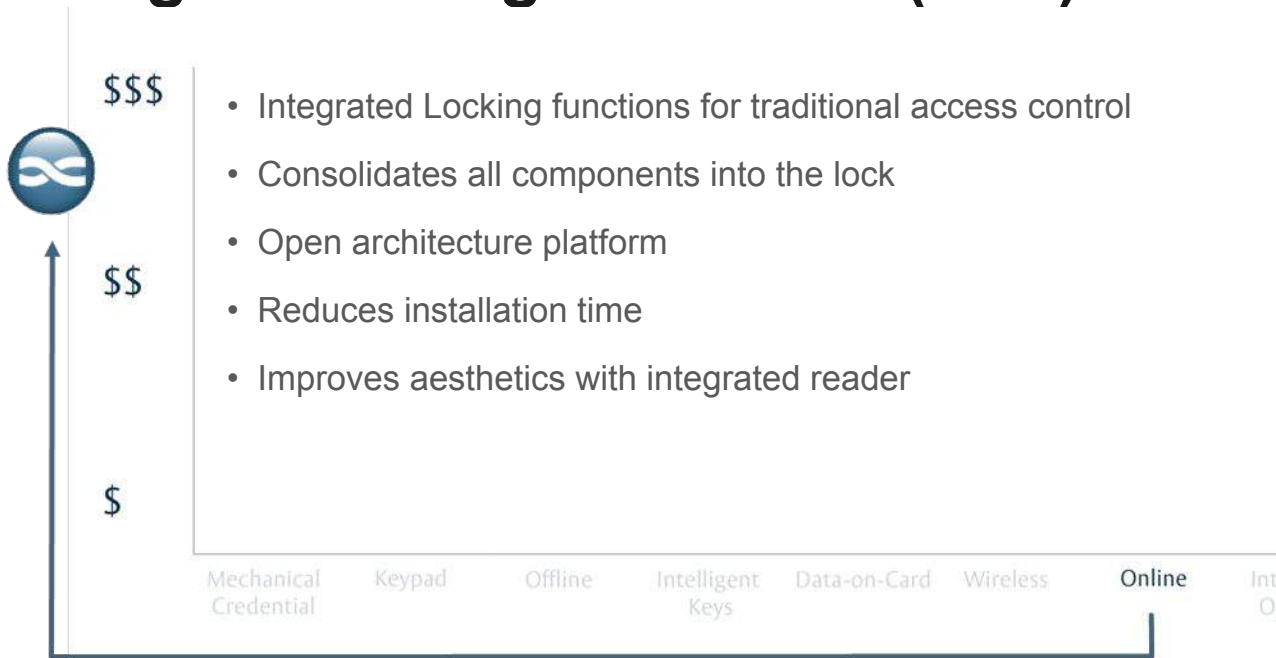 $$$
• Integrated Locking functions for traditional access control
• Consolidates all components into the lock
• Open architecture platform
$$
• Reduces installation time
• Improves aesthetics with integrated reader
$
Mechanical Credential
Keypad
Offline
Intelligent Keys
Data-on-Card
Wireless
Online